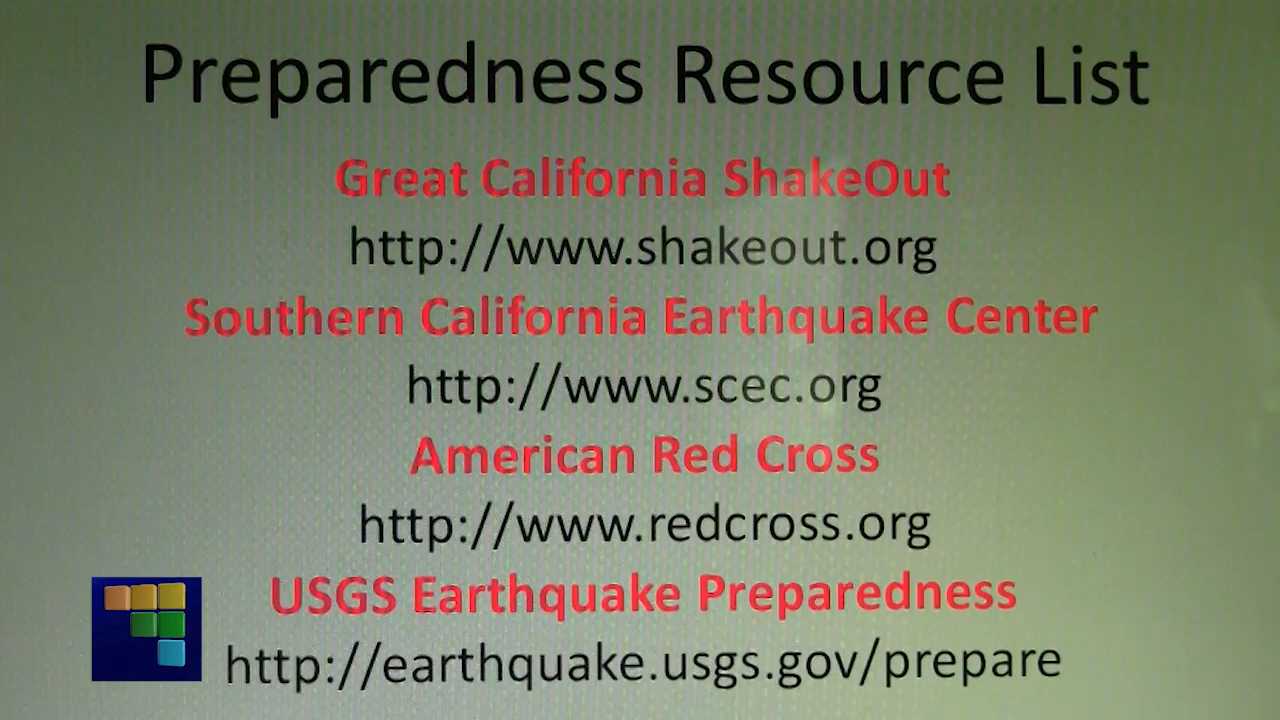 Preparedness Resource List
Great California ShakeOut
http://www.shakeout.org
Southern California Earthquake Center
http://www.scec.org
American Red Cross
http://www.redcross.org
USGS Earthquake Preparedness
http://earthquake.usgs.gov/prepare